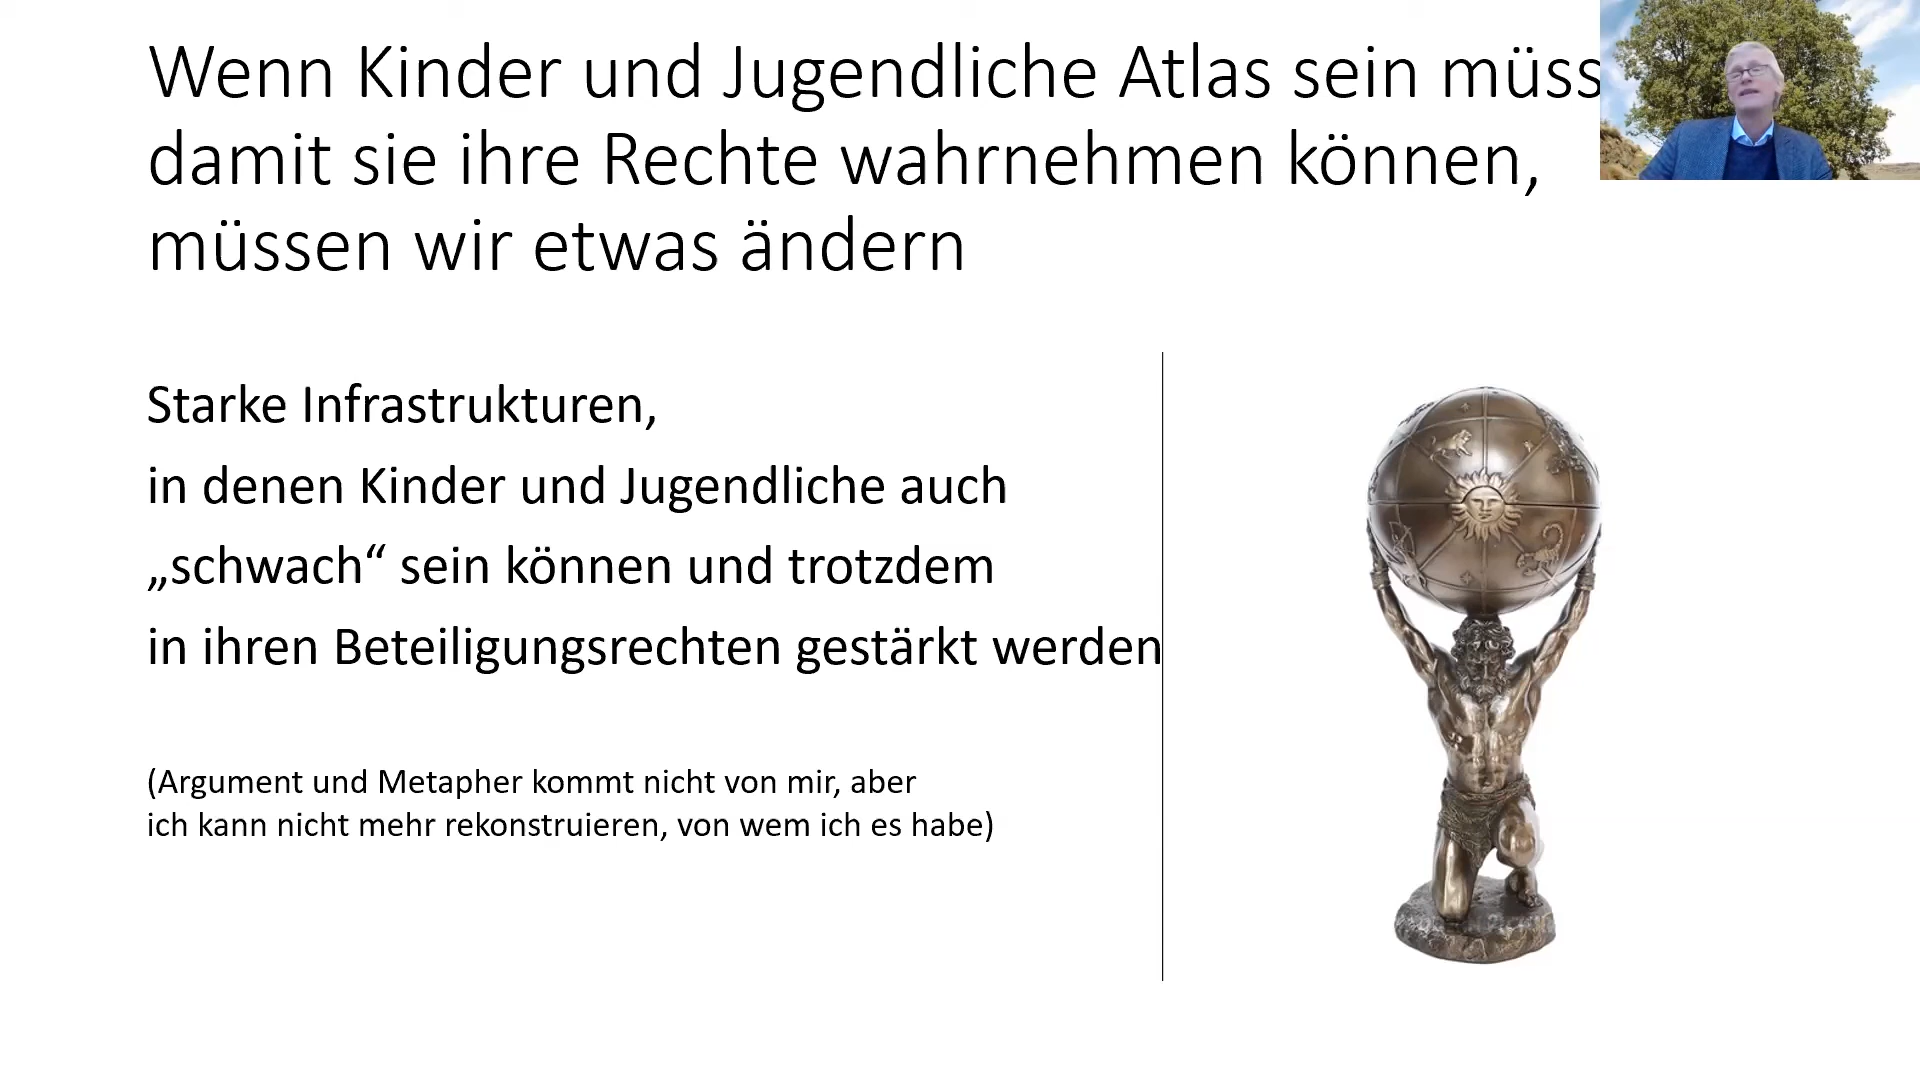 Wenn Kinder und Jugendliche Atlas sein müss
damit sie ihre Rechte wahrnehmen können,
müssen wir etwas ändern
Starke Infrastrukturen,
in denen Kinder und Jugendliche auch
„schwach“ sein können und trotzdem
in ihren Beteiligungsrechten gestärkt werden
(Argument und Metapher kommt nicht von mir, aber
ich kann nicht mehr rekonstruieren, von wem ich es habe)